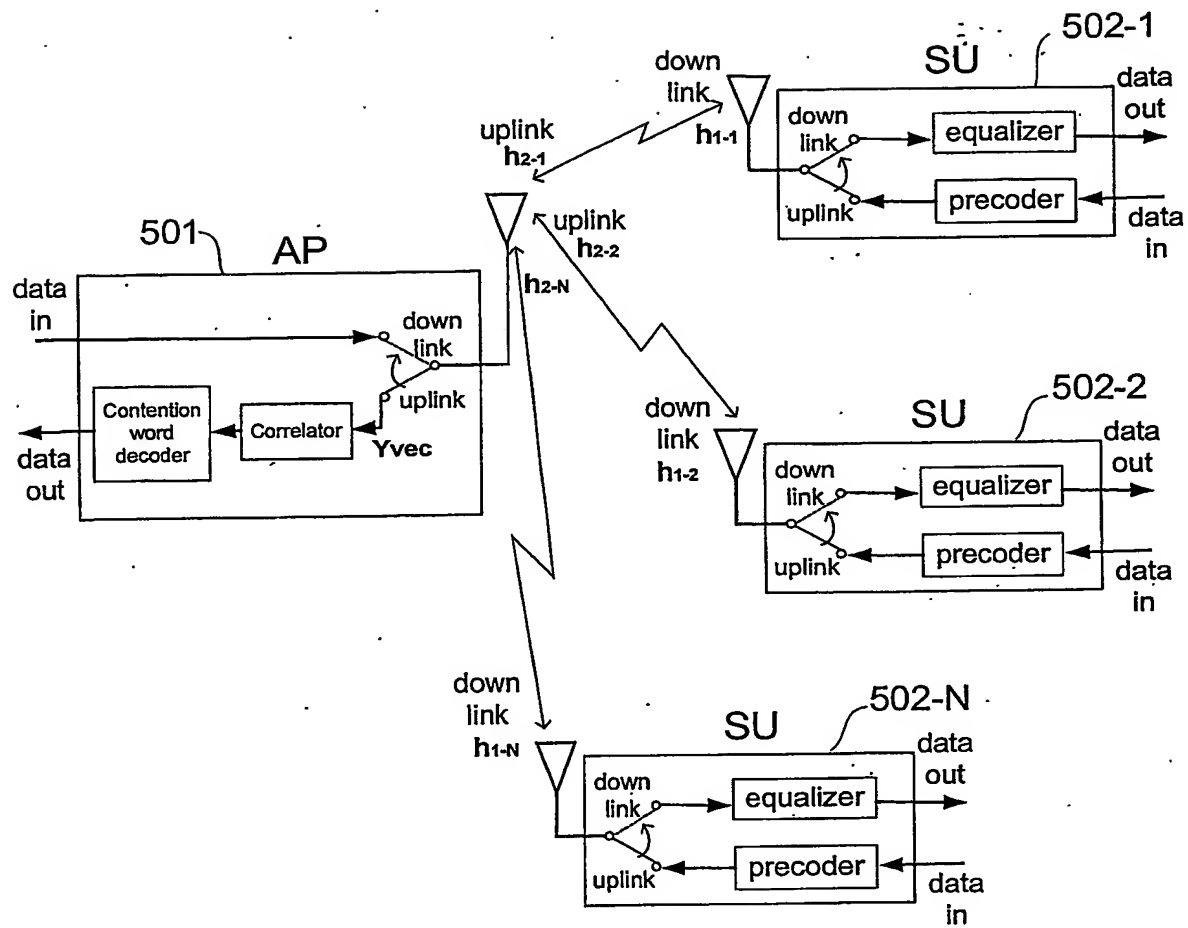 502-1
SU
down
link
h1-1
data
out
down
link
equalizer
uplink
precoder
data
in
uplink
h2-1
uplink
h2-2
h2-N
501
AP
data
in
down
link
uplink
Contention
word
decoder
Correlator
Yvec
data
out
502-2
SU
down
link
h1-2
data
out
down
link
equalizer
uplink
precoder
data
in
502-N
SU
down
link
h1-N
data
out
down
link
equalizer
uplink
precoder
data
in